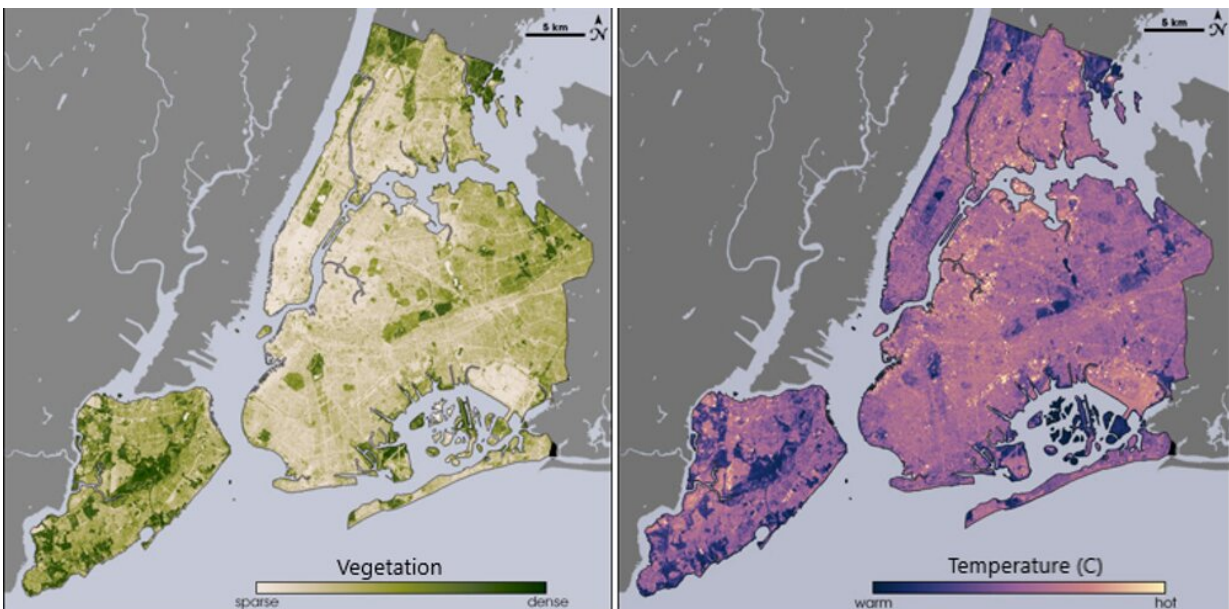 5 km
N
Vegetation
sparse dense
5 km
N
Temperature (C)
warm hot